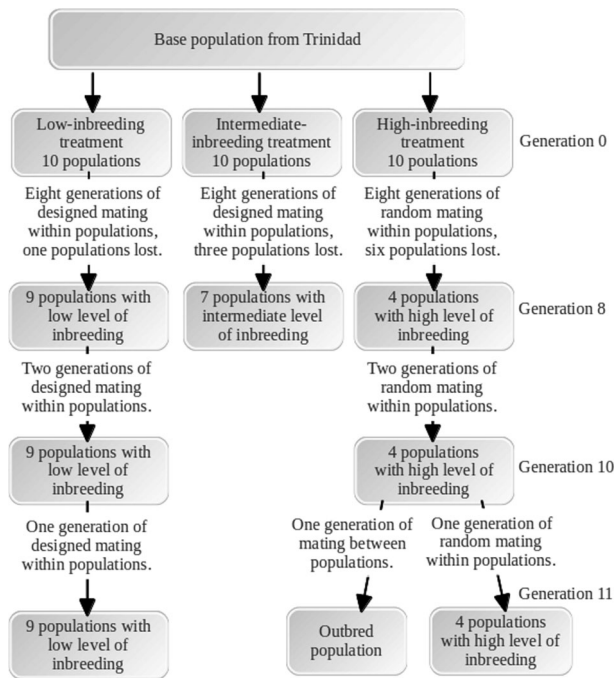 Base population from Trinidad
Low-inbreeding
treatment
10 populations
Intermediate-
inbreeding treatment
10 populations
High-inbreeding
treatment
10 poulations
Generation 0
Eight generations of
designed mating
within populations,
one populations lost.
Eight generations of
designed mating
within populations,
three populations lost.
Eight generations of
random mating
within populations,
six populations lost.
9 populations with
low level of
inbreeding
7 populations with
intermediate level
of inbreeding
4 populations
with high level of
inbreeding
Generation 8
Two generations of
designed mating
within populations.
Two generations of
random mating
within populations.
9 populations with
low level of
inbreeding
4 populations
with high level of
inbreeding
Generation 10
One generation of
designed mating
within populations.
One generation of
mating between
populations.
One generation of
random mating
within populations.
Generation 11
9 populations with
low level of
inbreeding
Outbred
population
4 populations
with high level of
inbreeding